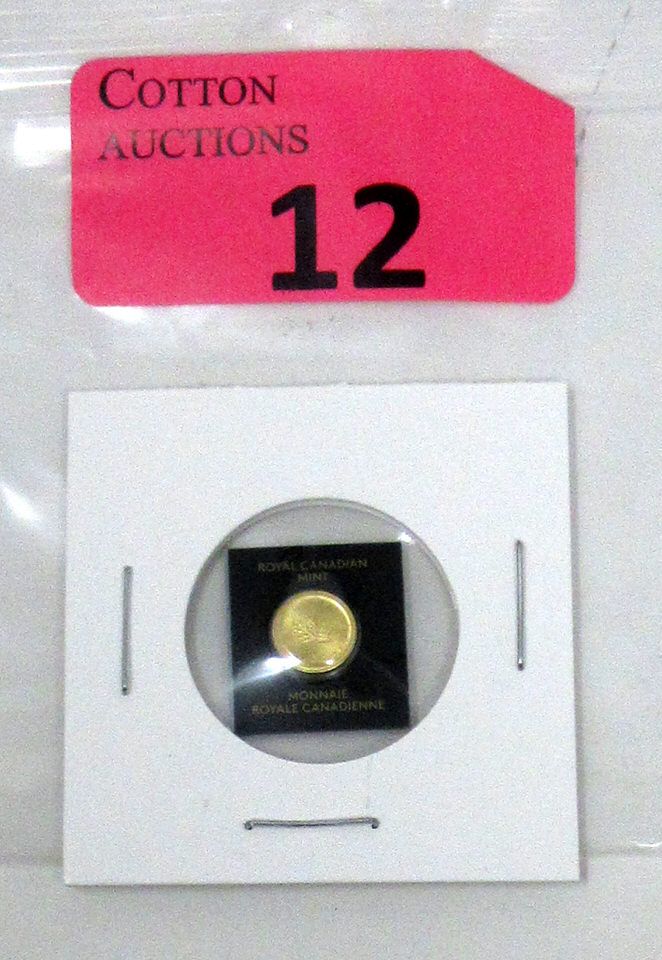 COTTON
AUCTIONS
12
ROYAL CANADIAN
MINT
MONNAIE
ROYALE CANADIENNE